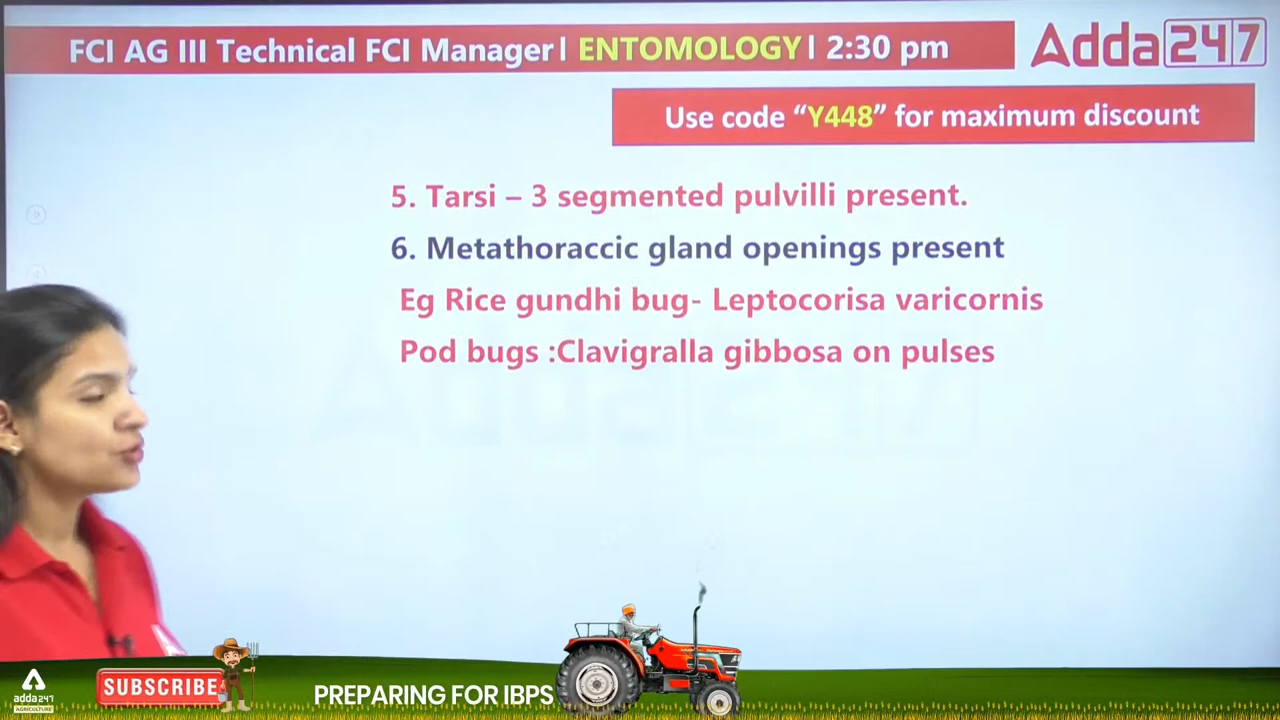 FCI AG III Technical FCI Manager| ENTOMOLOGY| 2:30 pm
Adda247
Use code “Y448” for maximum discount
5. Tarsi – 3 segmented pulvilli present.
6. Metathoraccic gland openings present
Eg Rice gundhi bug- Leptocorisa varicornis
Pod bugs :Clavigralla gibbosa on pulses
Adda247
adda247
AGRICULTURE
SUBSCRIBE
PREPARING FOR IBPS